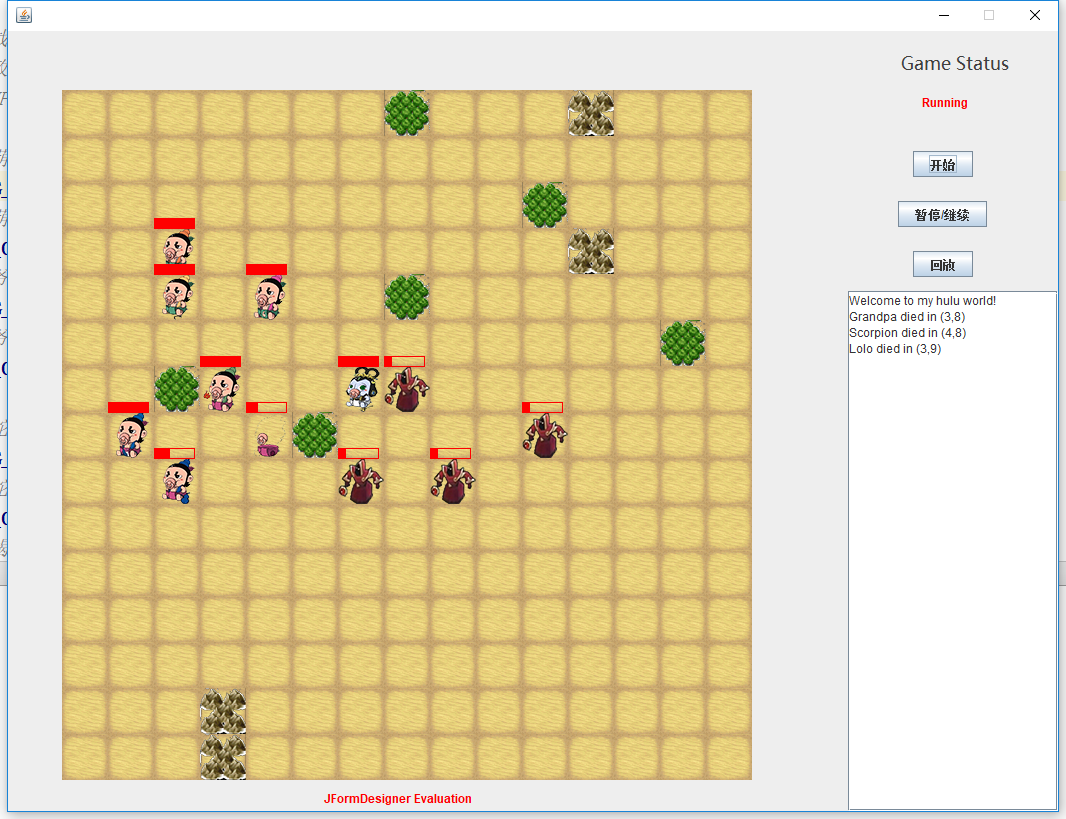 Game Status
Running
开始
暂停/继续
回放
Welcome to my hulu world!
Grandpa died in (3,8)
Scorpion died in (4,8)
Lolo died in (3,9)
JFormDesigner Evaluation